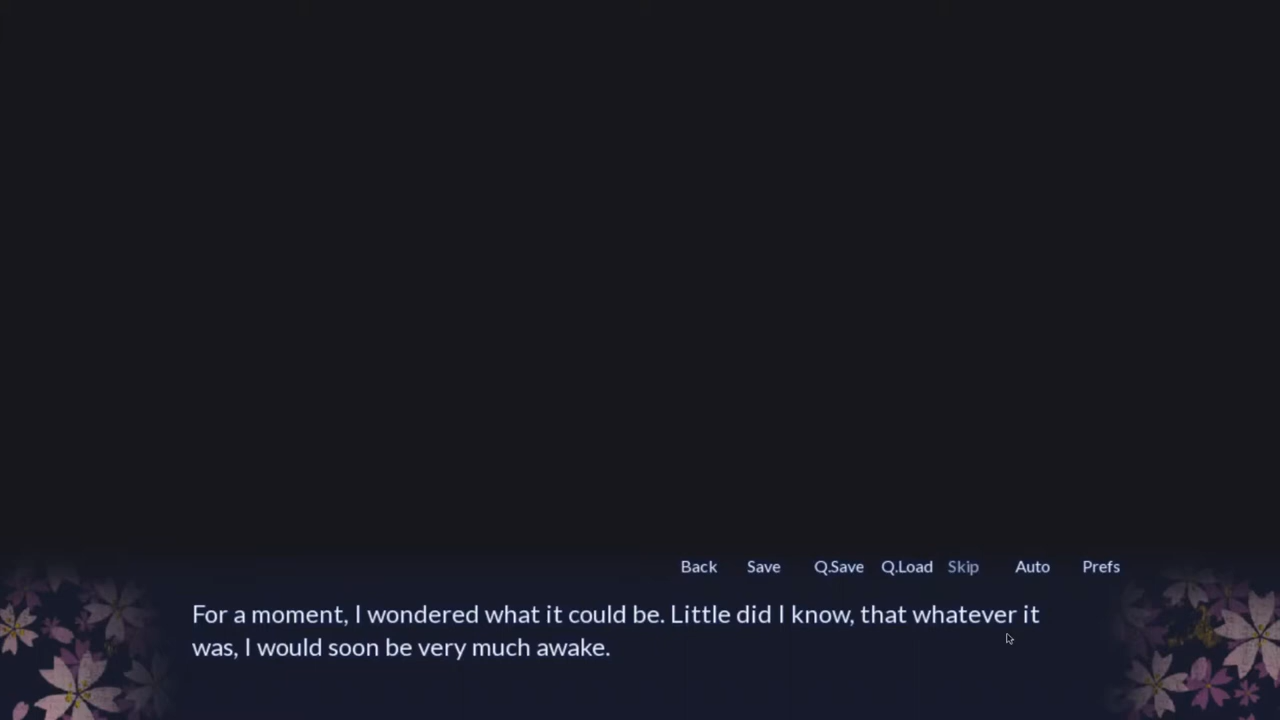 Back Save Q.Save Q.Load Skip Auto Prefs
For a moment, I wondered what it could be. Little did I know, that whatever it
was, I would soon be very much awake.